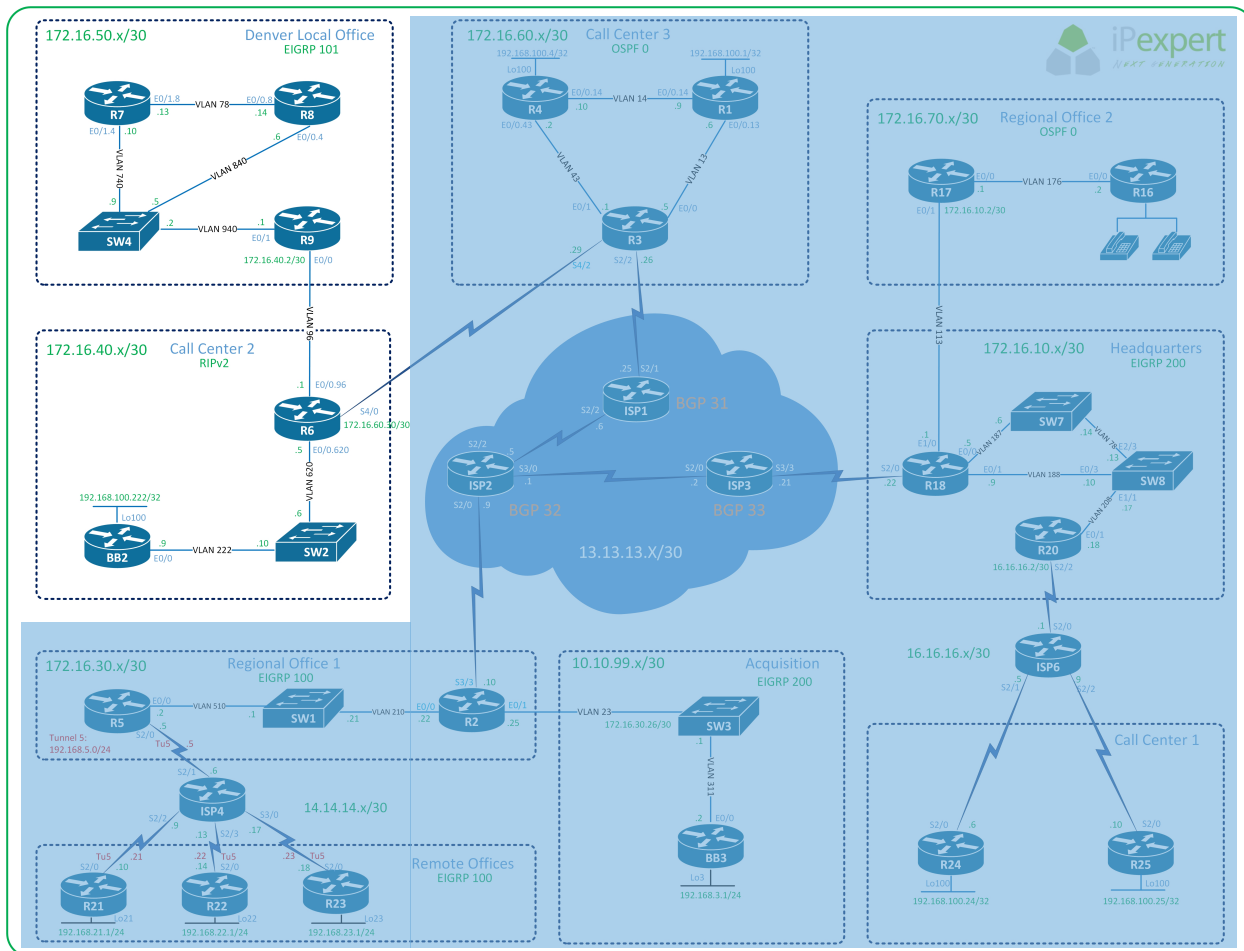 172.16.50.x/30
Denver Local Office
EIGRP 101
R7
E0/1.8
.13
VLAN 78
E0/0.8
.14
R8
E0/1.4
.10
.6
E0/0.4
VLAN 740
VLAN 840
.9
.5
SW4
.2
VLAN 940
.1
E0/1
R9
172.16.40.2/30
E0/0
VLAN 96
172.16.40.x/30
Call Center 2
RIPv2
.1
E0/0.96
S4/0
R6
172.16.60.30/30
.5
E0/0.620
VLAN 620
192.168.100.222/32
Lo100
.6
BB2
.9
E0/0
VLAN 222
.10
SW2
172.16.60.x/30
Call Center 3
OSPF 0
192.168.100.4/32
192.168.100.1/32
Lo100
Lo100
R4
E0/0.14
.10
VLAN 14
E0/0.14
.9
R1
E0/0.43
.2
.6
E0/0.13
VLAN 43
VLAN 13
E0/1
.1
.5
E0/0
R3
.29
S4/2
S2/2
.26
iPexpert
NEXT GENERATION
172.16.70.x/30
Regional Office 2
OSPF 0
R17
E0/0
.1
VLAN 176
E0/0
.2
R16
E0/1
172.16.10.2/30
VLAN 113
172.16.10.x/30
Headquarters
EIGRP 200
.1
E1/0
SW7
.6
.14
VLAN 187
VLAN 78
.5
E0/0
E2/3
.13
S2/0
.22
R18
E0/1
.9
VLAN 188
E0/3
.10
SW8
E1/1
.17
VLAN 208
R20
E0/1
.18
16.16.16.2/30
S2/2
.25
S2/1
ISP1
BGP 31
S2/2
.6
S2/2
.5
ISP2
S3/0
.1
S2/0
.9
BGP 32
S2/0
.2
ISP3
S3/3
.21
BGP 33
13.13.13.X/30
172.16.30.x/30
Regional Office 1
EIGRP 100
R5
E0/0
.2
VLAN 510
.1
SW1
.21
VLAN 210
E0/0
.22
S3/3
.10
R2
E0/1
.25
.5
S2/0
Tunnel 5:
192.168.5.0/24
Tu5
.5
S2/1
.6
ISP4
14.14.14.x/30
S2/2
.9
.13
S2/3
S3/0
.17
Remote Offices
EIGRP 100
Tu5
.21
S2/0
.10
R21
Lo21
192.168.21.1/24
.22
Tu5
.14
S2/0
R22
Lo22
192.168.22.1/24
.23
Tu5
.18
S2/0
R23
Lo23
192.168.23.1/24
10.10.99.x/30
Acquisition
EIGRP 200
VLAN 23
172.16.30.26/30
SW3
.1
VLAN 311
.2
E0/0
BB3
Lo3
192.168.3.1/24
16.16.16.x/30
.1
S2/0
ISP6
.5
S2/1
.9
S2/2
Call Center 1
S2/0
.6
R24
Lo100
192.168.100.24/32
.10
S2/0
R25
Lo100
192.168.100.25/32